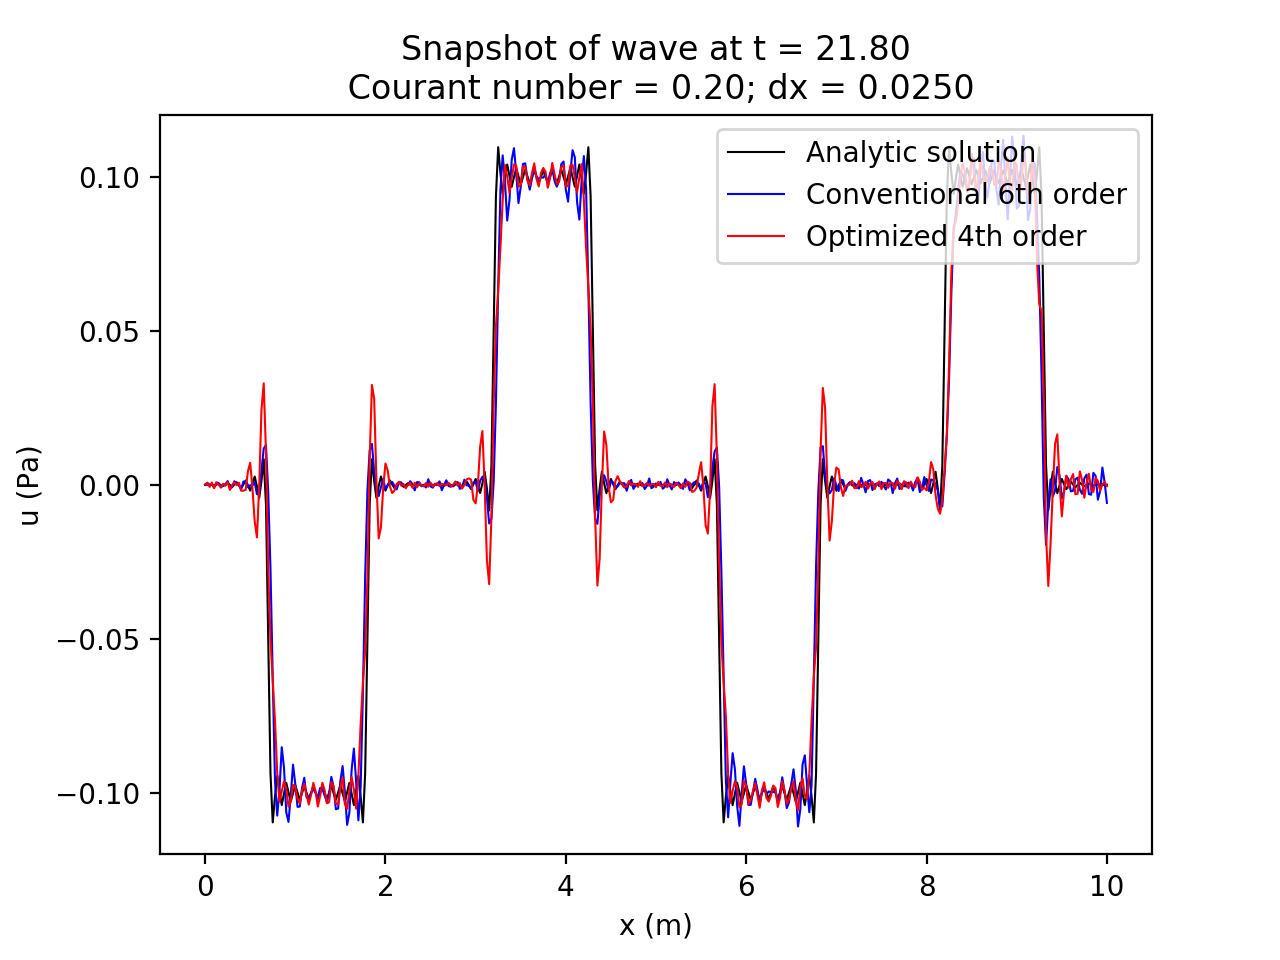 Snapshot of wave at t = 21.80
Courant number = 0.20; dx = 0.0250
Analytic solution
Conventional 6th order
Optimized 4th order
0.10
0.05
0.00
−0.05
−0.10
u (Pa)
0 2 4 6 8 10
x (m)